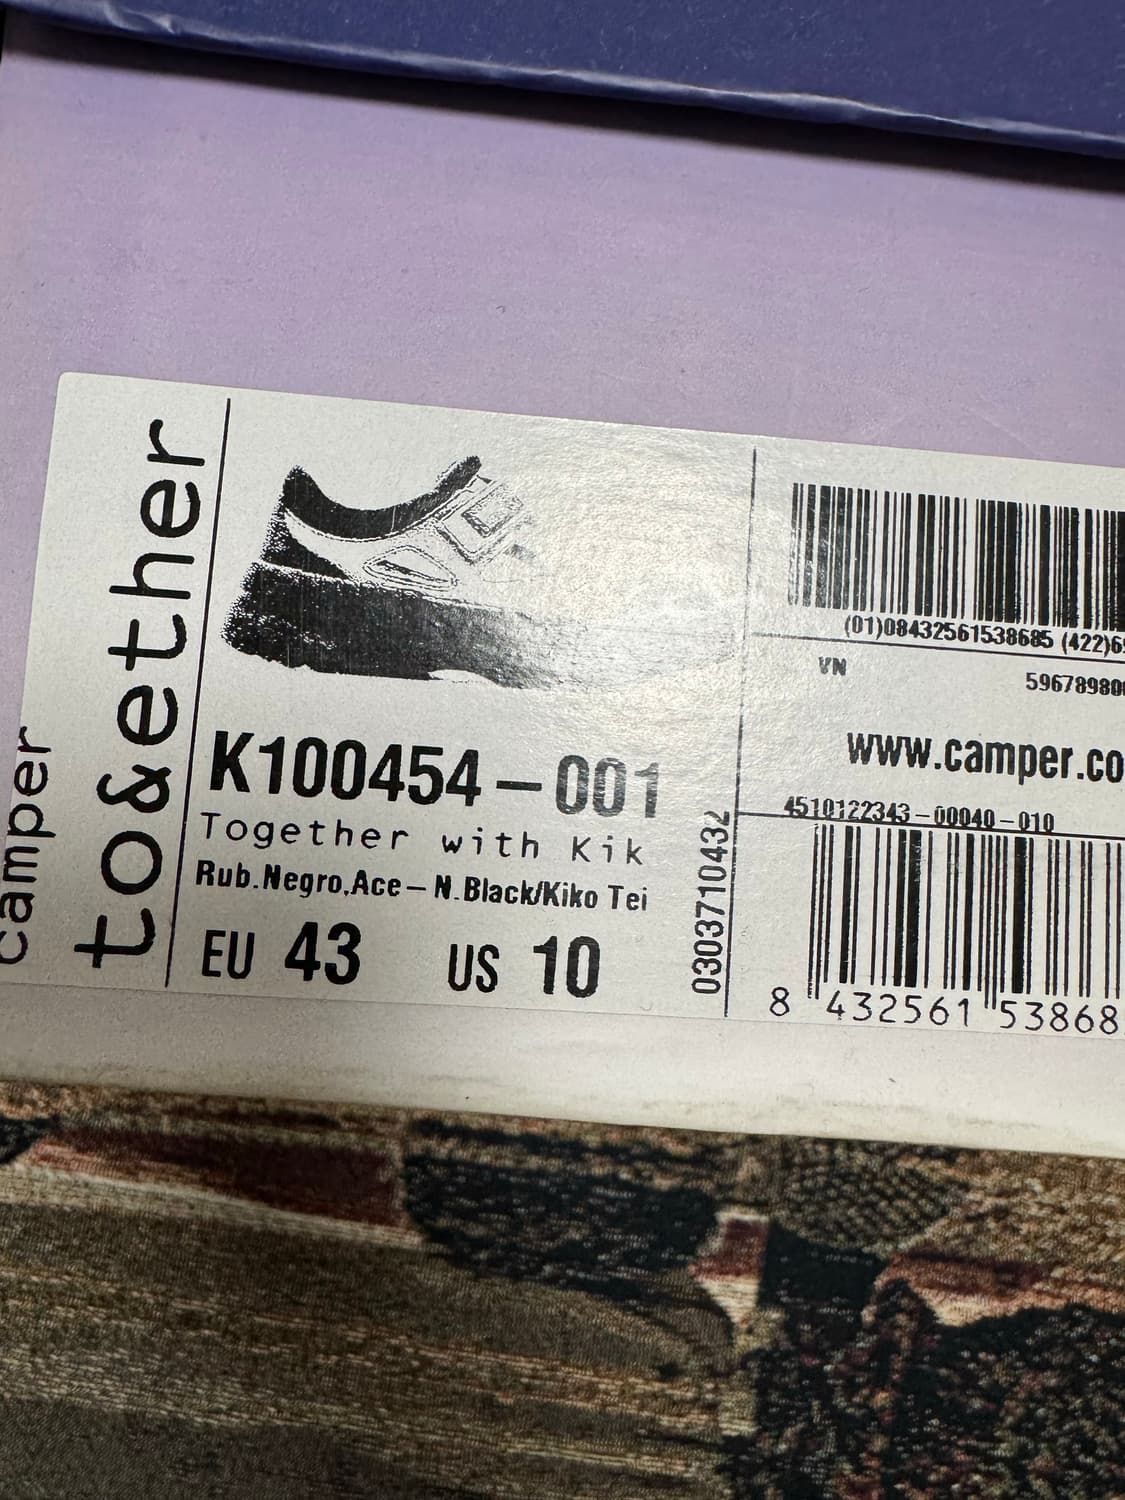 camper
to&ether
K100454-001
Together with Kik
Rub.Negro,Ace-N.Black/Kiko Tei
EU 43 US 10
0303710432
(01)08432561538685 (422)6
VN
59678980
www.camper.co
4510122343-00040-010
8 432561 53868